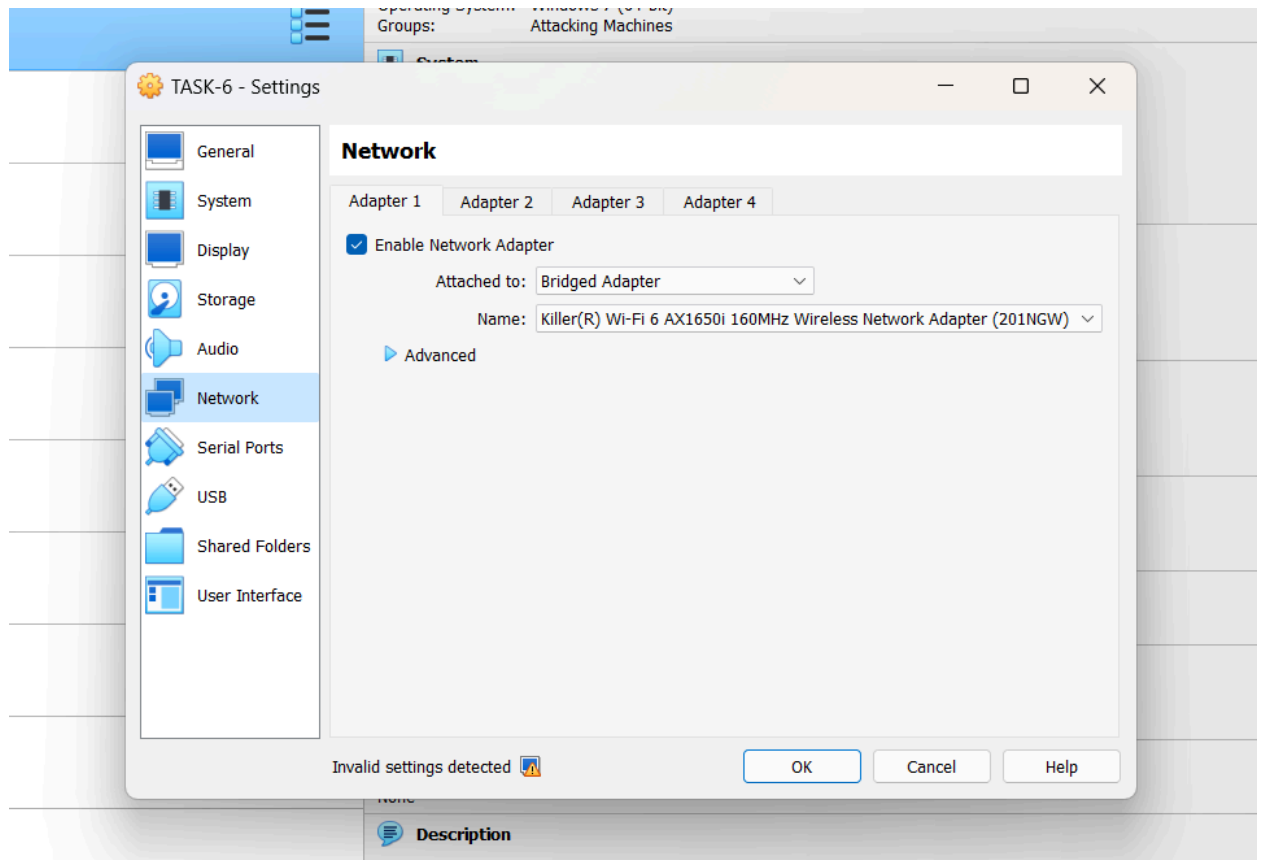 Groups: Attacking Machines
System
TASK-6 - Settings
General
System
Display
Storage
Audio
Network
Serial Ports
USB
Shared Folders
User Interface
Network
Adapter 1 Adapter 2 Adapter 3 Adapter 4
Enable Network Adapter
Attached to: Bridged Adapter
Name: Killer(R) Wi-Fi 6 AX1650i 160MHz Wireless Network Adapter (201NGW)
Advanced
Invalid settings detected
OK Cancel Help
None
Description